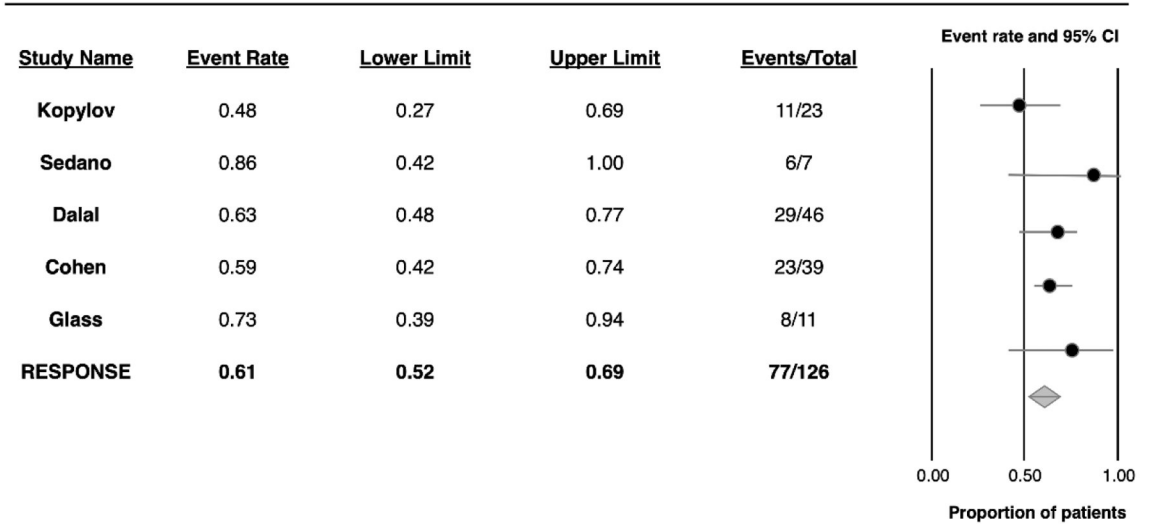 Event rate and 95% CI
Study Name Event Rate Lower Limit Upper Limit Events/Total
Kopylov 0.48 0.27 0.69 11/23
Sedano 0.86 0.42 1.00 6/7
Dalal 0.63 0.48 0.77 29/46
Cohen 0.59 0.42 0.74 23/39
Glass 0.73 0.39 0.94 8/11
RESPONSE 0.61 0.52 0.69 77/126
0.00 0.50 1.00
Proportion of patients